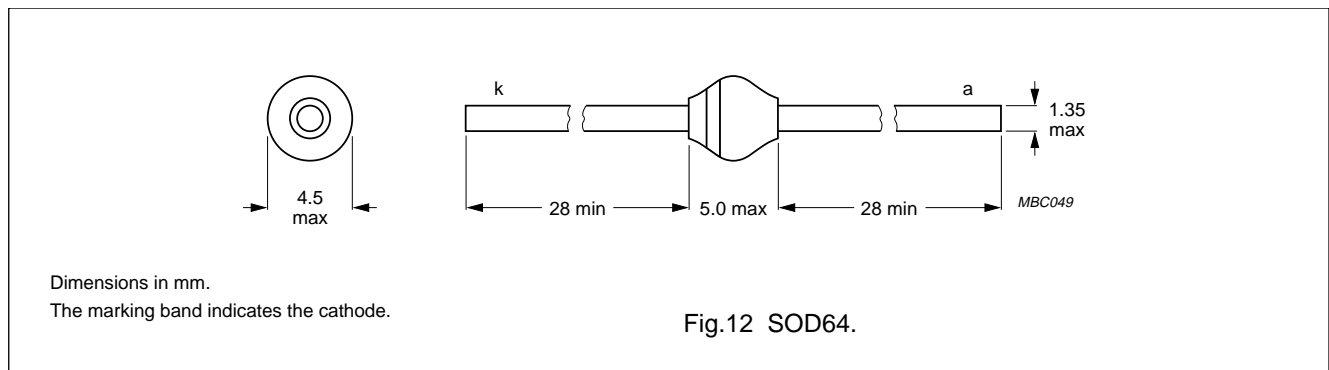 k
a
1.35
max
4.5
max
28 min
5.0 max
28 min
MBC049
Dimensions in mm.
The marking band indicates the cathode.
Fig.12 SOD64.